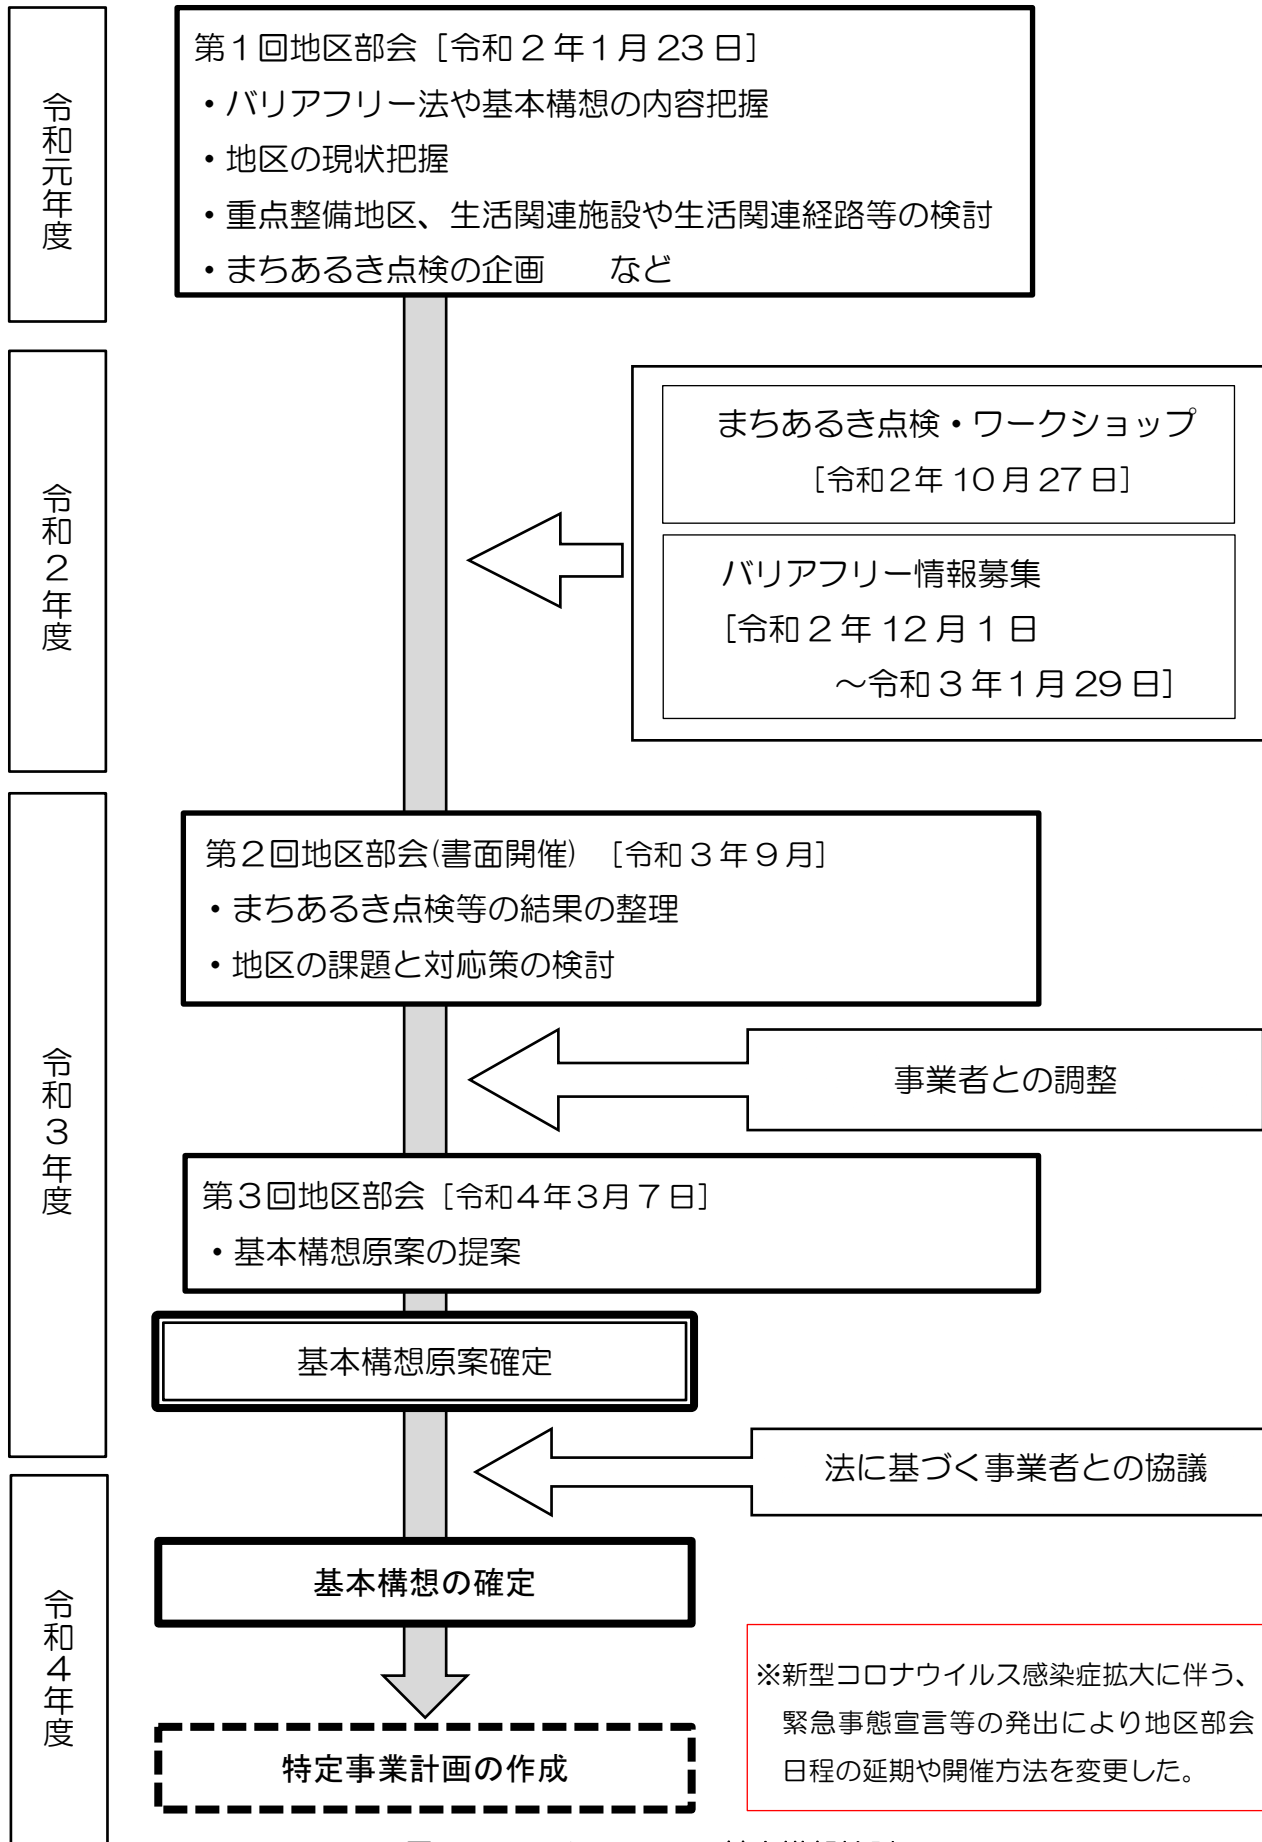 令和元年度
第１回地区部会［令和２年１月23日］
・バリアフリー法や基本構想の内容把握
・地区の現状把握
・重点整備地区、生活関連施設や生活関連経路等の検討
・まちあるき点検の企画　　など
令和２年度
まちあるき点検・ワークショップ
［令和２年10月27日］
バリアフリー情報募集
［令和２年12月１日
～令和３年１月29日］
令和３年度
第２回地区部会(書面開催)　［令和３年９月］
・まちあるき点検等の結果の整理
・地区の課題と対応策の検討
事業者との調整
第３回地区部会［令和４年３月７日］
・基本構想原案の提案
基本構想原案確定
法に基づく事業者との協議
令和４年度
基本構想の確定
特定事業計画の作成
※新型コロナウイルス感染症拡大に伴う、
緊急事態宣言等の発出により地区部会
日程の延期や開催方法を変更した。